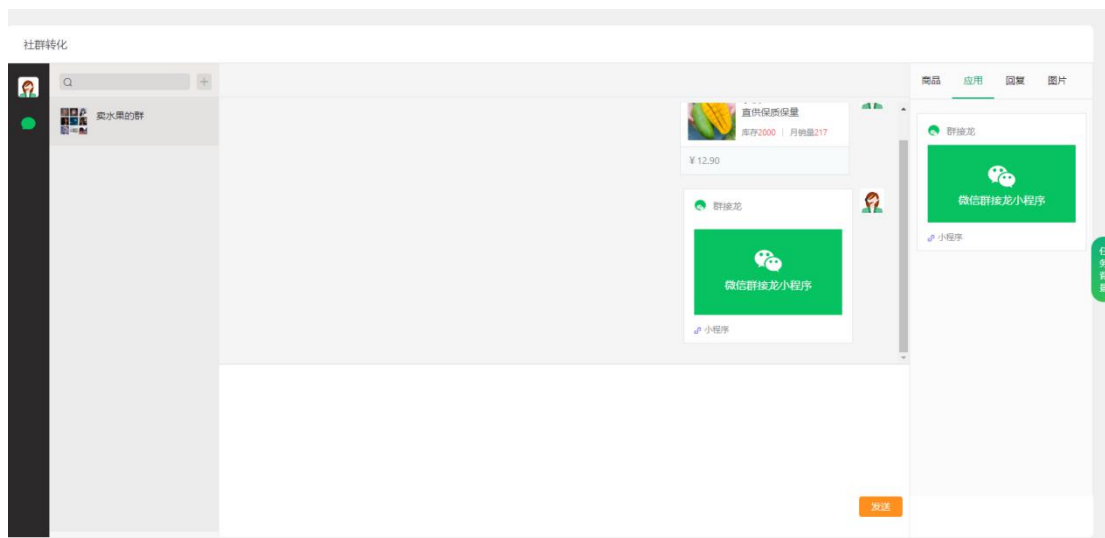 社群转化
商品 应用 回复 图片
卖水果的群
直供保质保量
库存2000 | 月销量217
¥ 12.90
群接龙
微信群接龙小程序
小程序
群接龙
微信群接龙小程序
小程序
发送